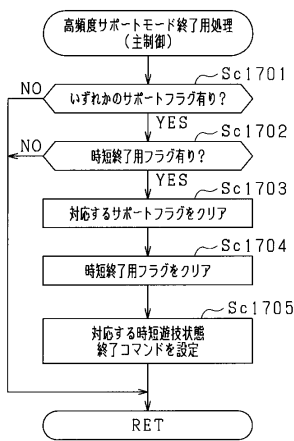 高頻度サポートモード終了用処理
(主制御)
Sc1701
NO
いずれかのサポートフラグ有り?
YES
Sc1702
NO
時短終了用フラグ有り?
YES
Sc1703
対応するサポートフラグをクリア
Sc1704
時短終了用フラグをクリア
Sc1705
対応する時短遊技状態
終了コマンドを設定
RET